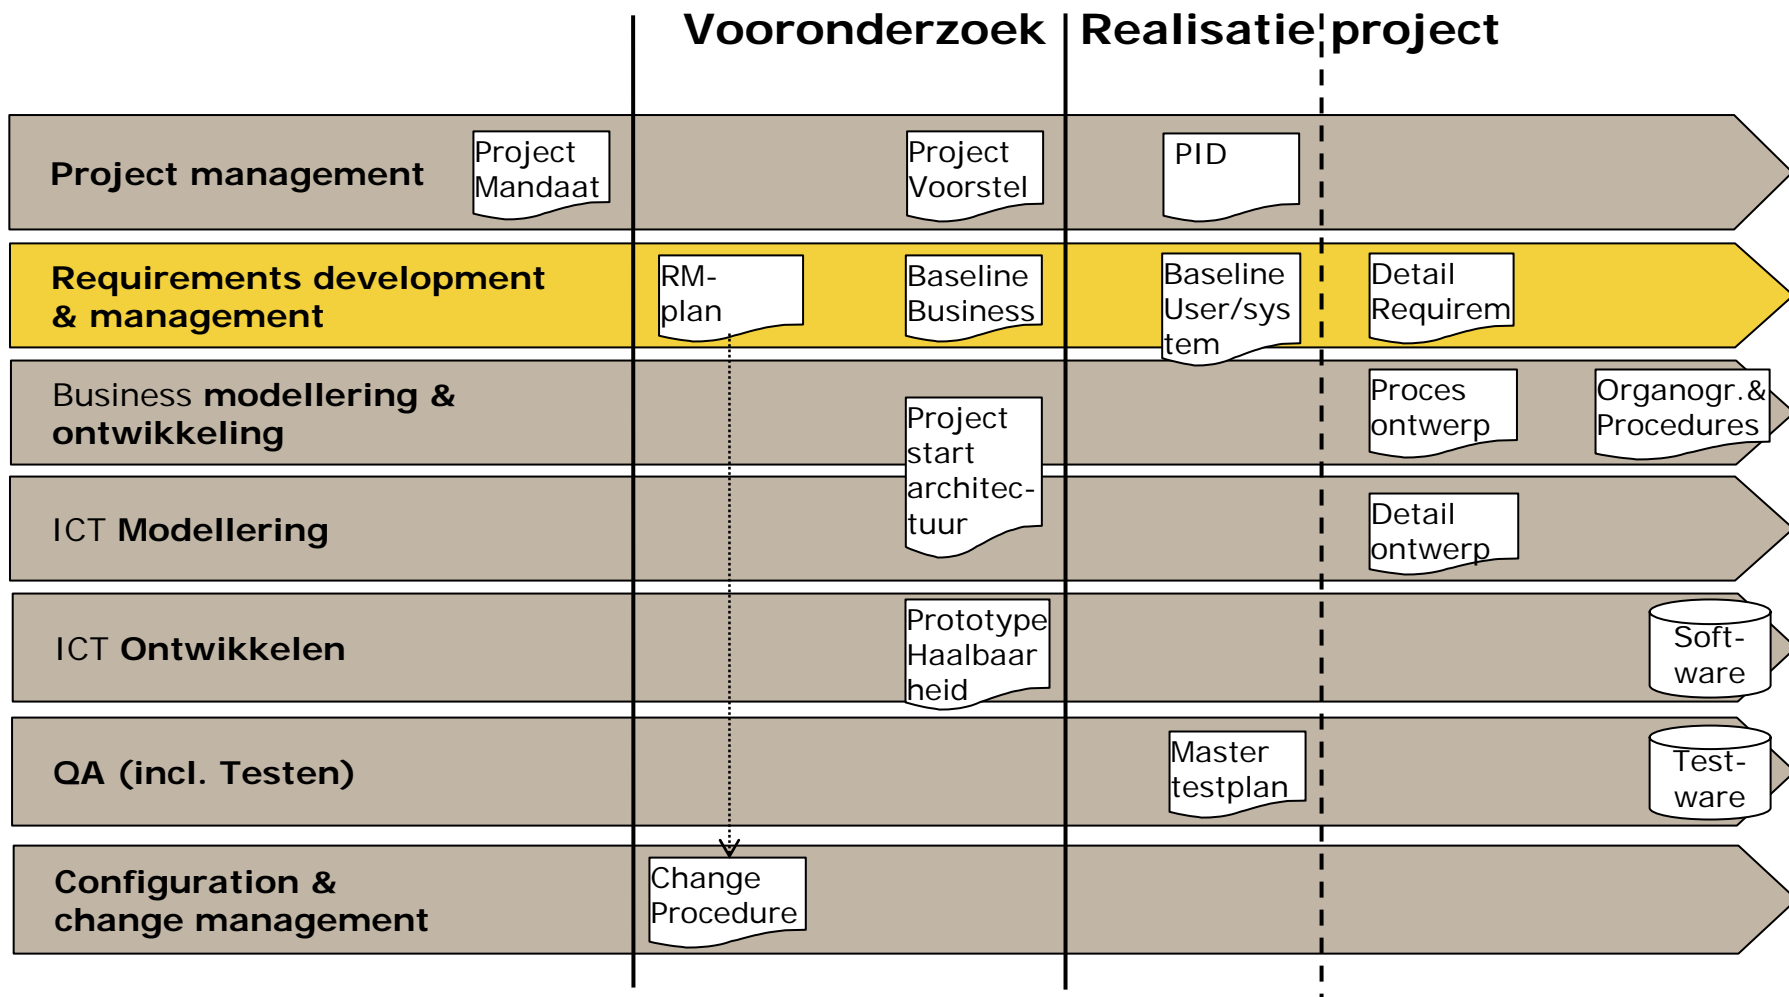 Vooronderzoek
Realisatie project
Project management
Project
Mandaat
Project
Voorstel
PID
Requirements development
& management
RM-
plan
Baseline
Business
Baseline
User/sys
tem
Detail
Requirem
Business modellering &
ontwikkeling
Project
start
architec-
tuur
Proces
ontwerp
Organogr.&
Procedures
ICT Modellering
Detail
ontwerp
ICT Ontwikkelen
Prototype
Haalbaar
heid
Soft-
ware
QA (incl. Testen)
Master
testplan
Test-
ware
Configuration &
change management
Change
Procedure